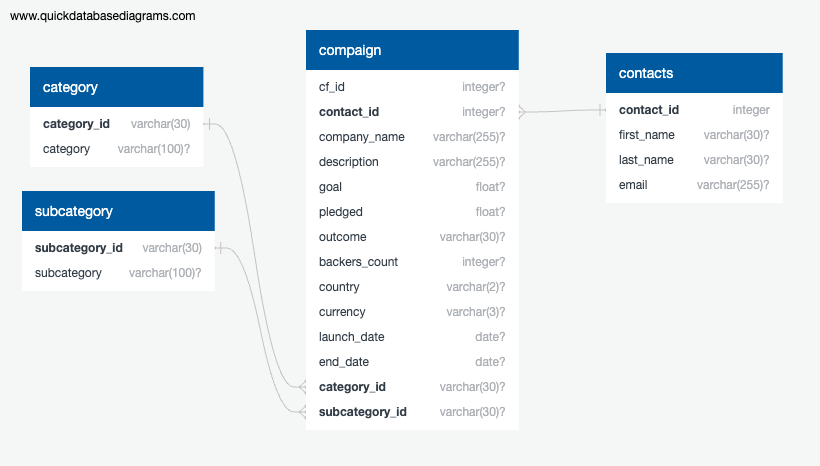 www.quickdatabasediagrams.com
category
category_id varchar(30)
category varchar(100)?
subcategory
subcategory_id varchar(30)
subcategory varchar(100)?
compaign
cf_id integer?
contact_id integer?
company_name varchar(255)?
description varchar(255)?
goal float?
pledged float?
outcome varchar(30)?
backers_count integer?
country varchar(2)?
currency varchar(3)?
launch_date date?
end_date date?
category_id varchar(30)?
subcategory_id varchar(30)?
contacts
contact_id integer
first_name varchar(30)?
last_name varchar(30)?
email varchar(255)?